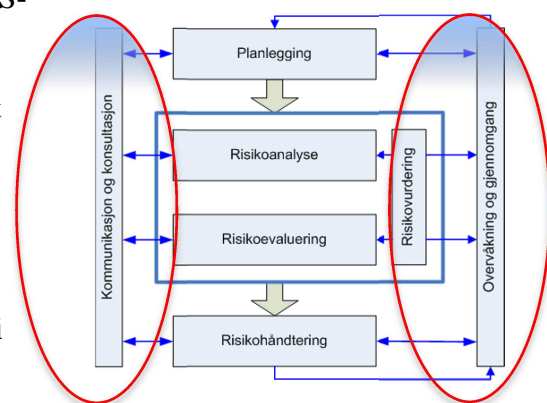 S-
Planlegging
Kommunikasjon og konsultasjon
Risikoanalyse
Risikovurdering
Overvåkning og gjennomgang
Risikoevaluering
i
Risikohåndtering